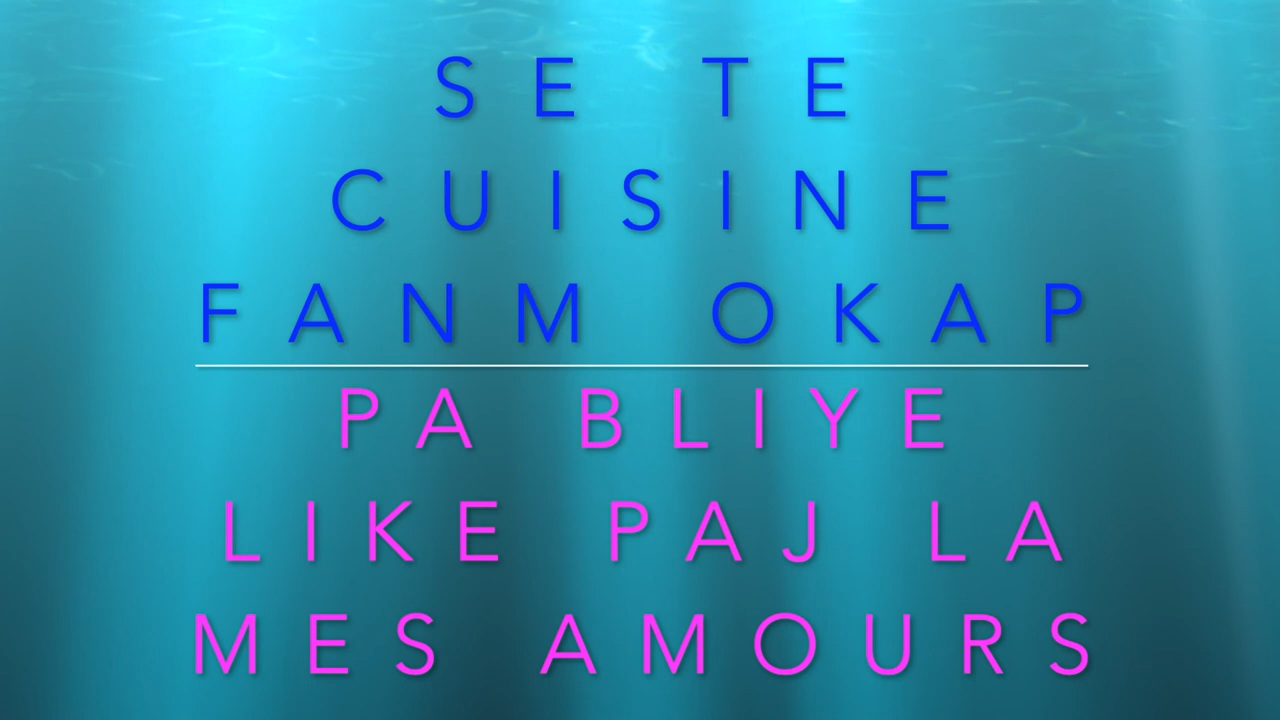 SE TE
CUISINE
FANM OKAP
PA BLIYE
LIKE PAJ LA
MES AMOURS